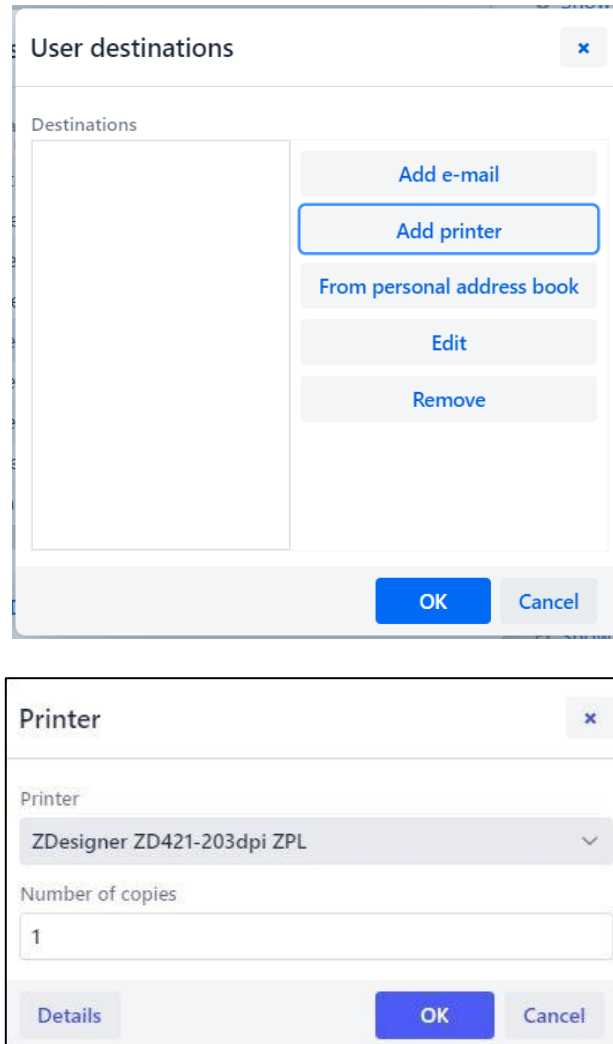 User destinations
Destinations
Add e-mail
Add printer
From personal address book
Edit
Remove
OK Cancel
Printer
Printer
ZDesigner ZD421-203dpi ZPL
Number of copies
1
Details OK Cancel